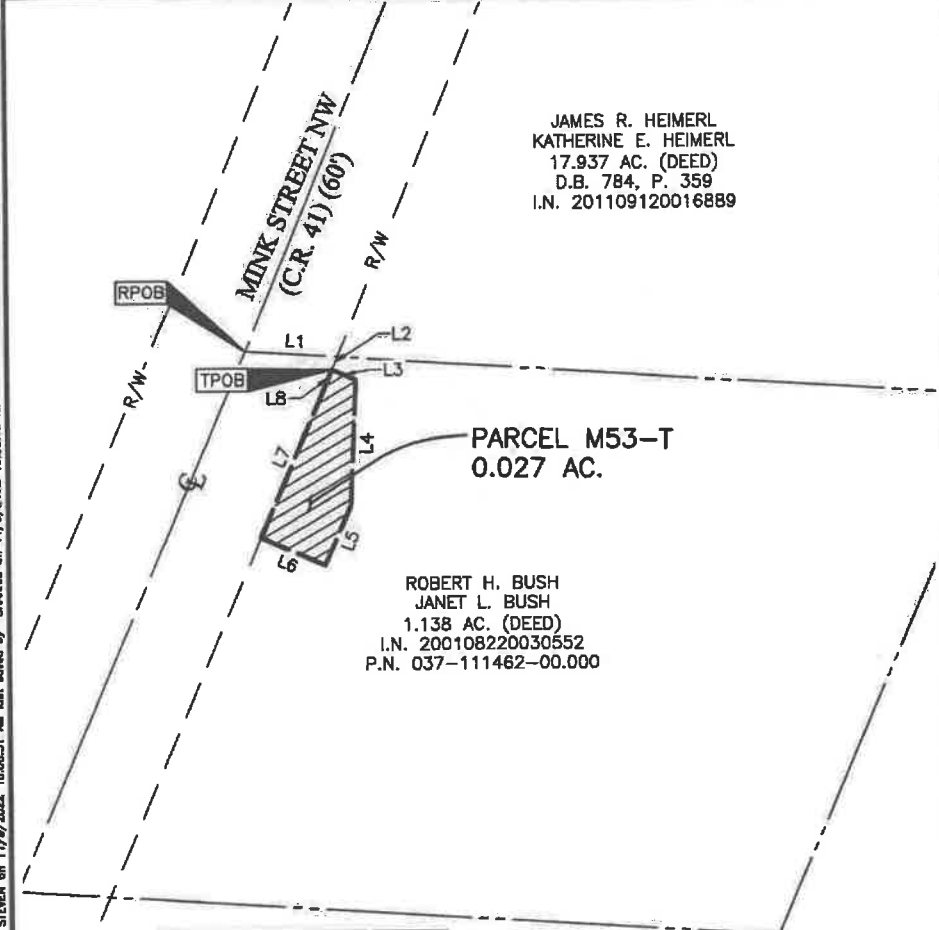 JAMES R. HEIMERL
KATHERINE E. HEIMERL
17.937 AC. (DEED)
D.B. 784, P. 359
I.N. 201109120016889
MINK STREET NW
(C.R. 41) (60')
R/W
RPOB
L1
L2
L3
TPOB
L8
R/W
L4
L7
PARCEL M53-T
0.027 AC.
℄
L5
L6
ROBERT H. BUSH
JANET L. BUSH
1.138 AC. (DEED)
I.N. 200108220030552
P.N. 037-111462-00.000